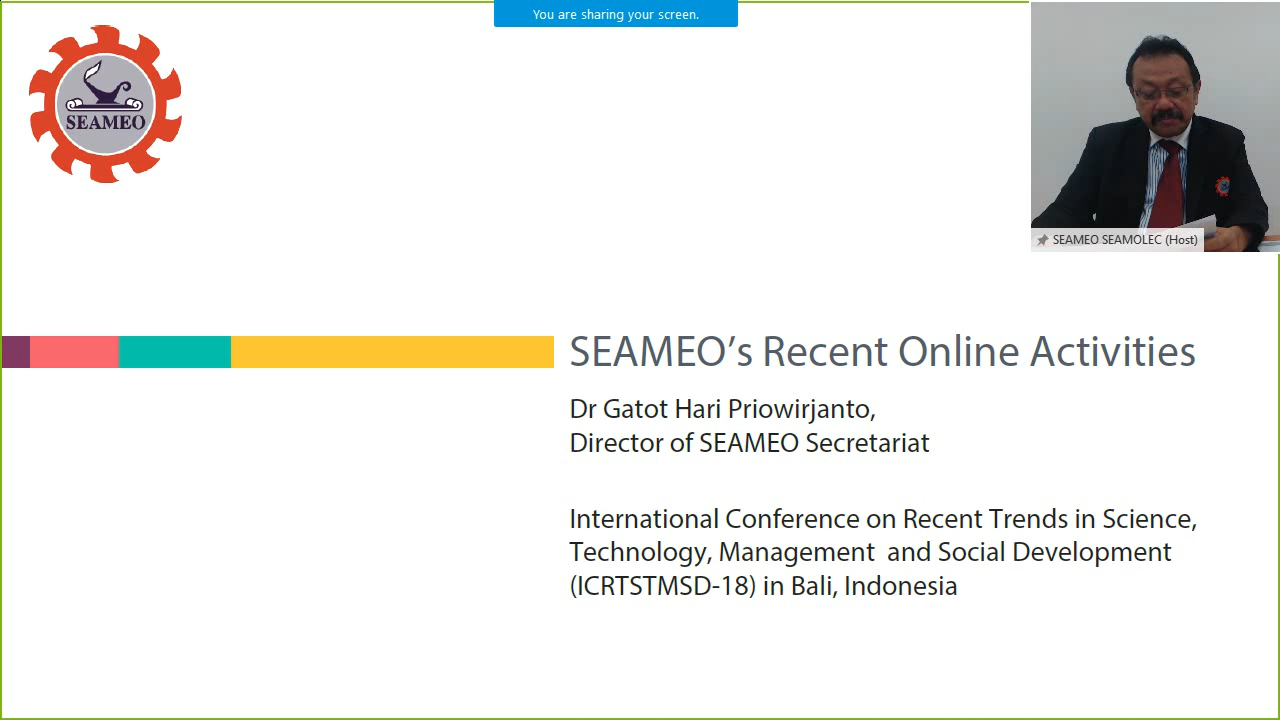 You are sharing your screen.
SEAMEO
SEAMEO SEAMOLEC (Host)
SEAMEO’s Recent Online Activities
Dr Gatot Hari Priowirjanto,
Director of SEAMEO Secretariat
International Conference on Recent Trends in Science,
Technology, Management and Social Development
(ICRTSTMSD-18) in Bali, Indonesia